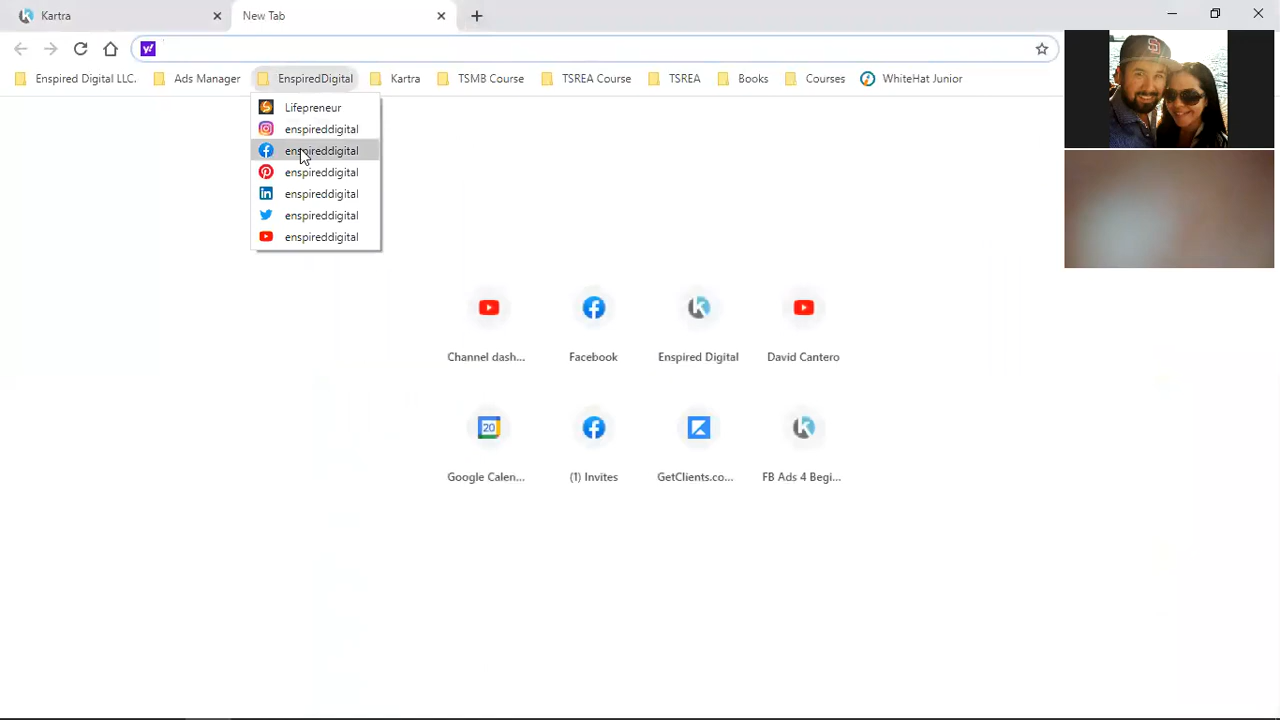 Kartra
New Tab
y!
Enspired Digital LLC.
Ads Manager
EnspiredDigital
Kartra
TSMB Course
TSREA Course
TSREA
Books
Courses
WhiteHat Junior
Lifepreneur
enspireddigital
enspireddigital
enspireddigital
enspireddigital
enspireddigital
enspireddigital
Channel dash...
Facebook
Enspired Digital
David Cantero
20
Google Calen...
(1) Invites
GetClients.co...
FB Ads 4 Begi...